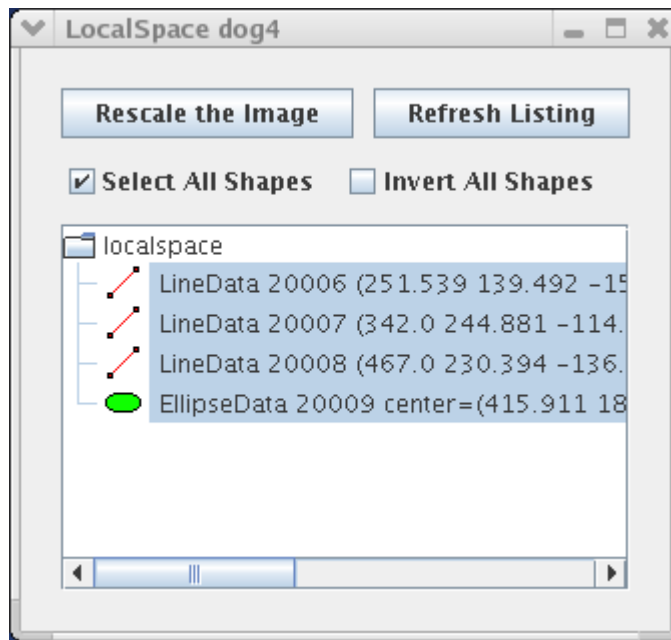 LocalSpace dog4
Rescale the Image Refresh Listing
Select All Shapes Invert All Shapes
localspace
LineData 20006 (251.539 139.492 -15
LineData 20007 (342.0 244.881 -114.
LineData 20008 (467.0 230.394 -136.
EllipseData 20009 center=(415.911 18